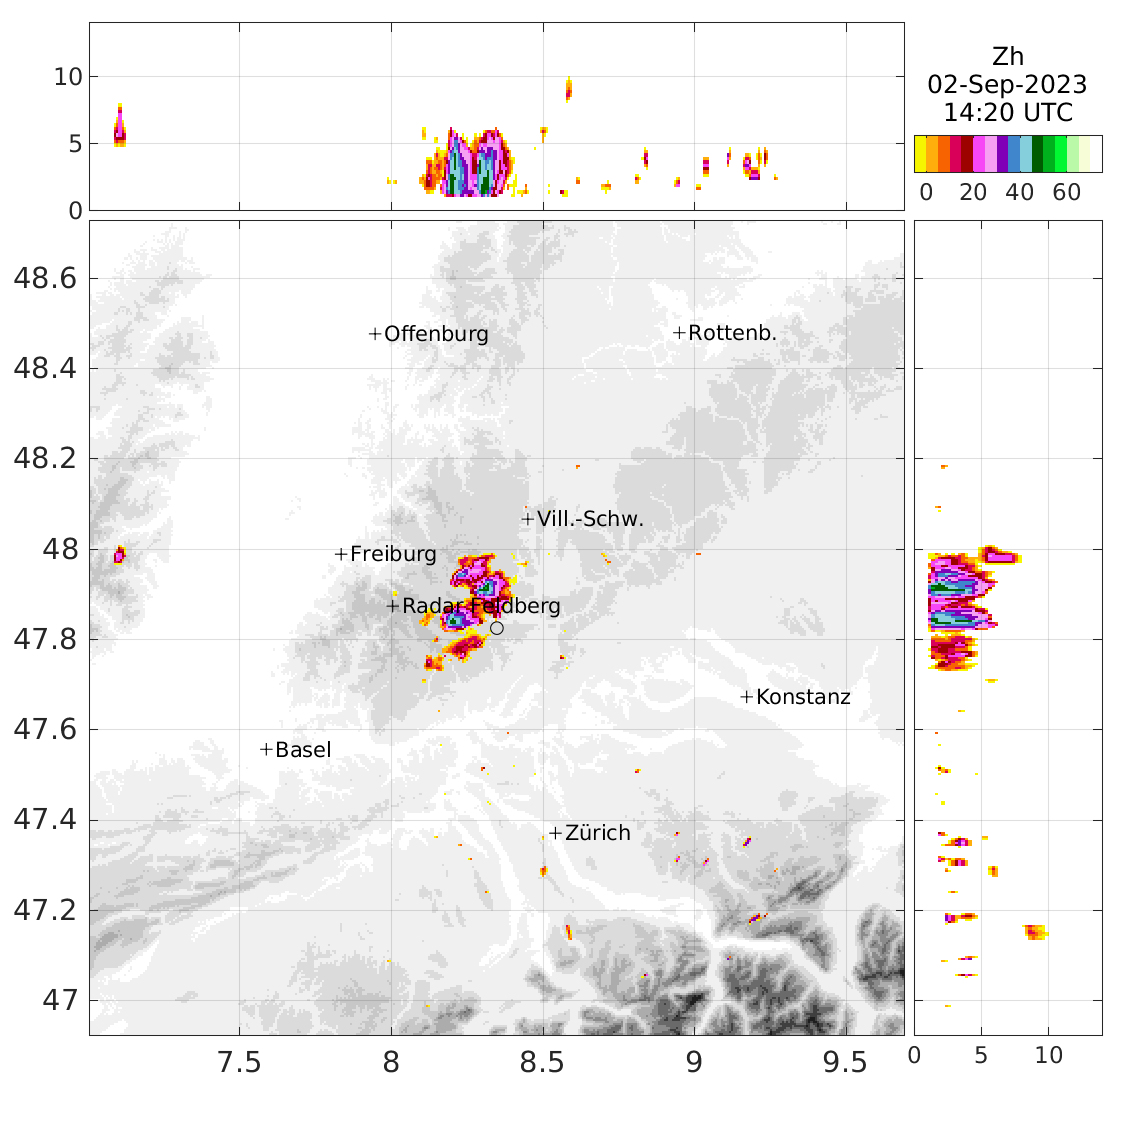 10
5
0
Zh
02-Sep-2023
14:20 UTC
0 20 40 60
48.6
48.4
48.2
48
47.8
47.6
47.4
47.2
47
+Offenburg
+Rottenb.
+Vill.-Schw.
+Freiburg
+Radar Feldberg
+Konstanz
+Basel
+Zürich
7.5 8 8.5 9 9.5
0 5 10